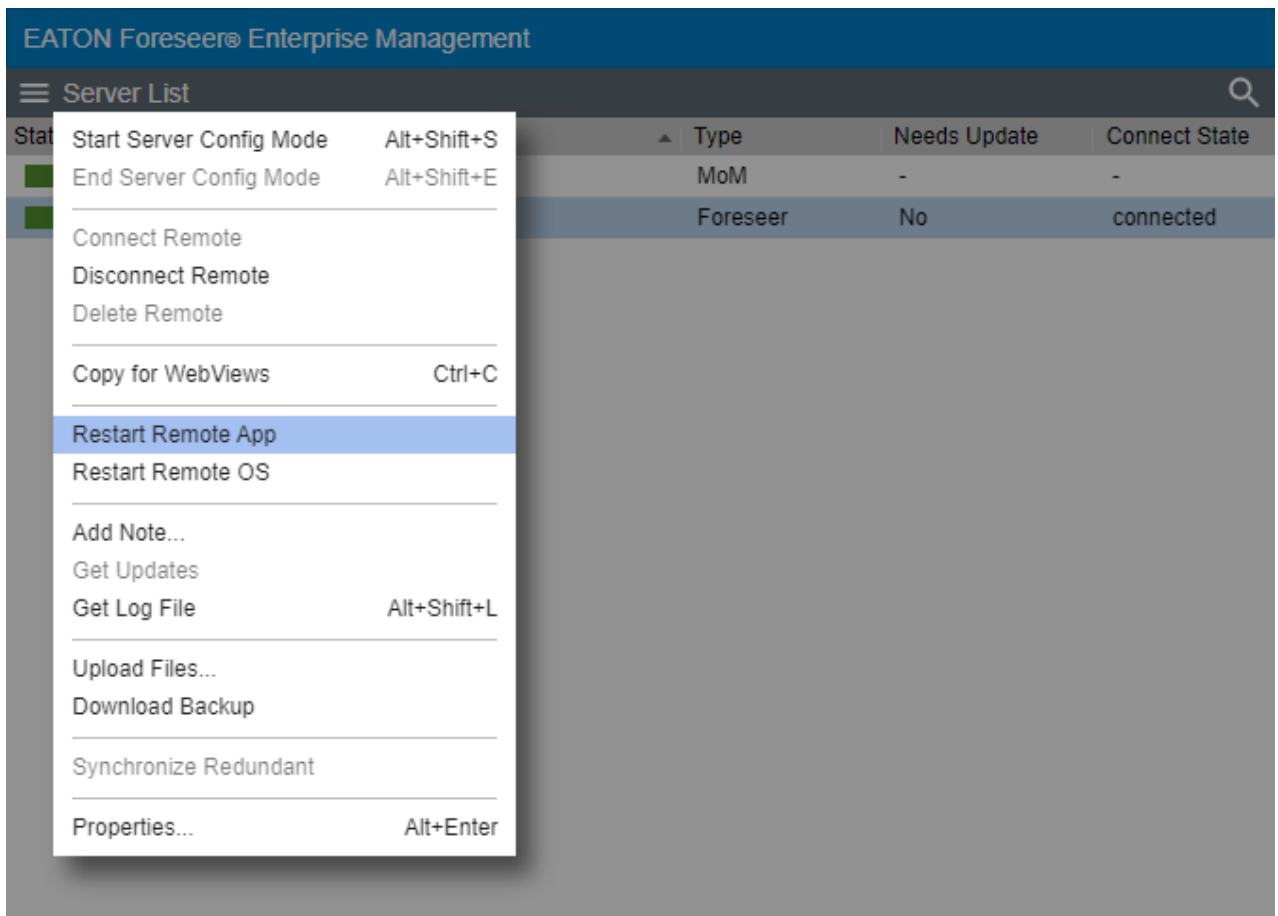 EATON Foreseer® Enterprise Management
Server List
Stat Type Needs Update Connect State
MoM - -
Foreseer No connected
Start Server Config Mode Alt+Shift+S
End Server Config Mode Alt+Shift+E
Connect Remote
Disconnect Remote
Delete Remote
Copy for WebViews Ctrl+C
Restart Remote App
Restart Remote OS
Add Note...
Get Updates
Get Log File Alt+Shift+L
Upload Files...
Download Backup
Synchronize Redundant
Properties... Alt+Enter